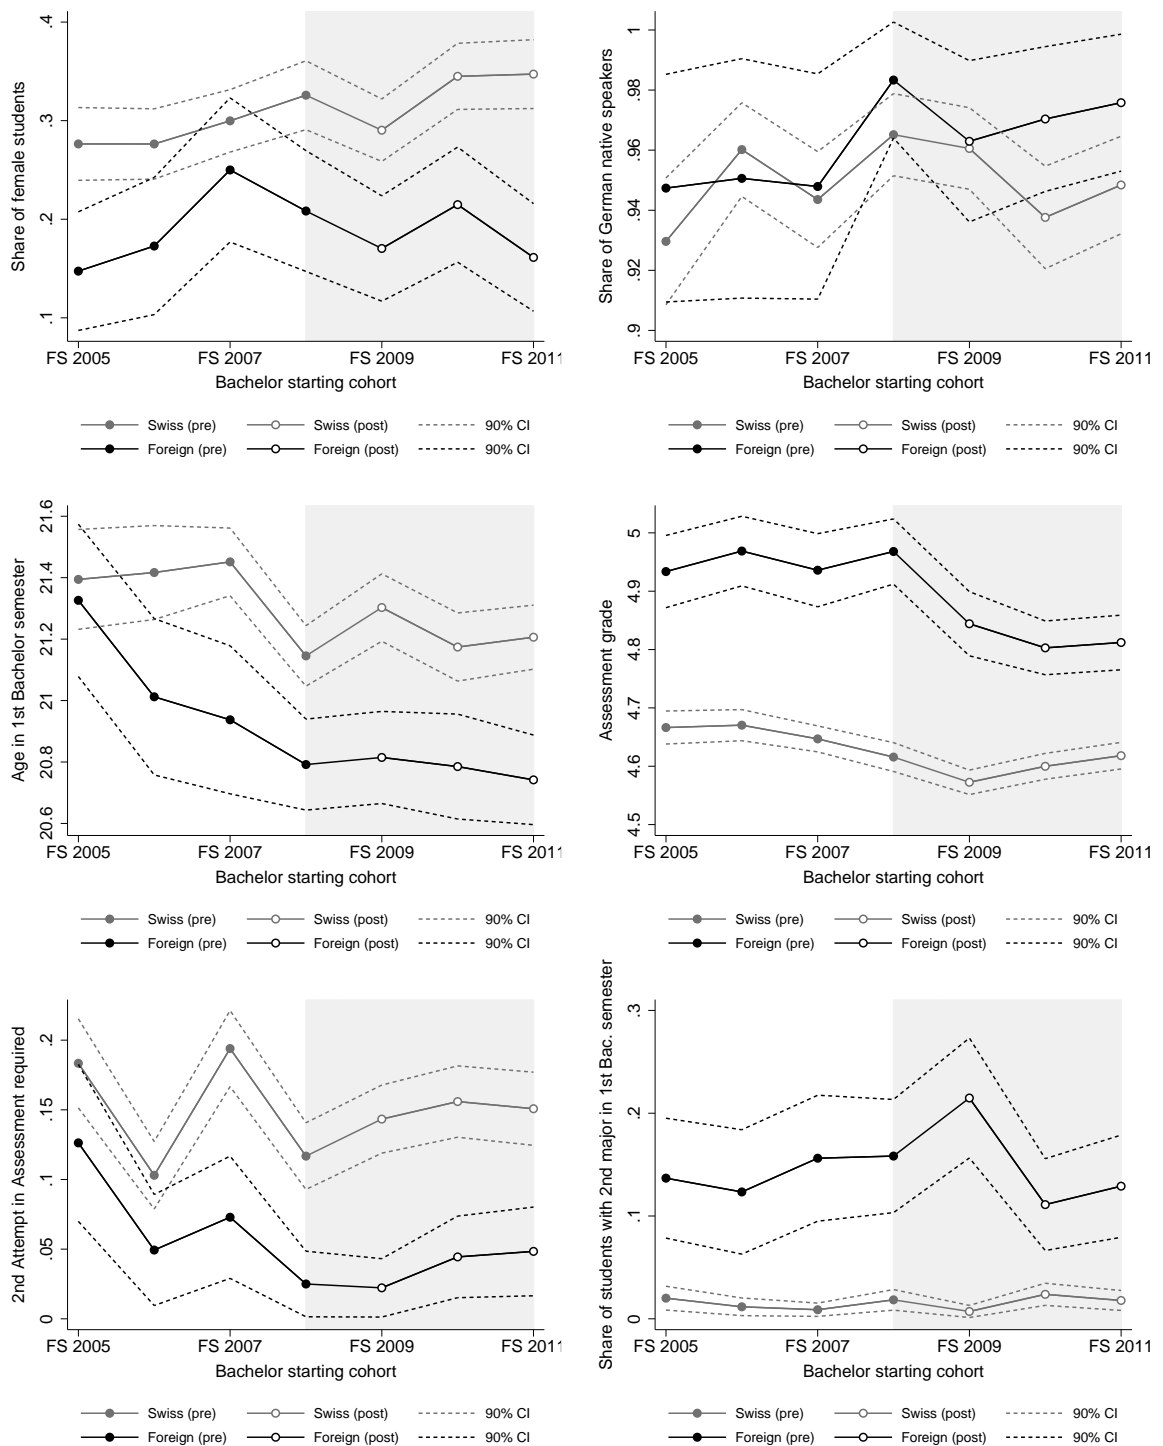 Share of female students
.4
.3
.2
.1
FS 2005 FS 2007 FS 2009 FS 2011
Bachelor starting cohort
Swiss (pre) Swiss (post) 90% CI
Foreign (pre) Foreign (post) 90% CI
Share of German native speakers
1
.98
.96
.94
.92
.9
FS 2005 FS 2007 FS 2009 FS 2011
Bachelor starting cohort
Swiss (pre) Swiss (post) 90% CI
Foreign (pre) Foreign (post) 90% CI
Age in 1st Bachelor semester
21.6
21.4
21.2
21
20.8
20.6
FS 2005 FS 2007 FS 2009 FS 2011
Bachelor starting cohort
Swiss (pre) Swiss (post) 90% CI
Foreign (pre) Foreign (post) 90% CI
Assessment grade
5
4.9
4.8
4.7
4.6
4.5
FS 2005 FS 2007 FS 2009 FS 2011
Bachelor starting cohort
Swiss (pre) Swiss (post) 90% CI
Foreign (pre) Foreign (post) 90% CI
2nd Attempt in Assessment required
.2
.15
.1
.05
0
FS 2005 FS 2007 FS 2009 FS 2011
Bachelor starting cohort
Swiss (pre) Swiss (post) 90% CI
Foreign (pre) Foreign (post) 90% CI
Share of students with 2nd major in 1st Bac. semester
.3
.2
.1
0
FS 2005 FS 2007 FS 2009 FS 2011
Bachelor starting cohort
Swiss (pre) Swiss (post) 90% CI
Foreign (pre) Foreign (post) 90% CI